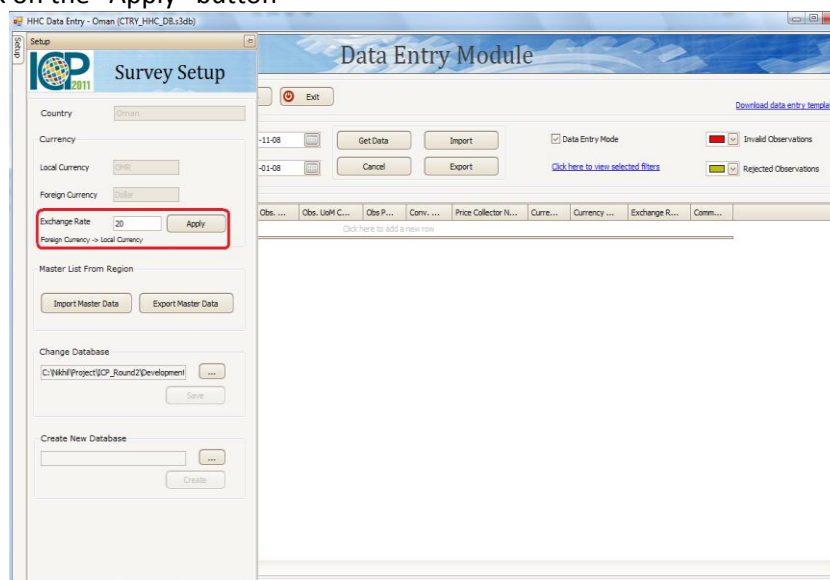 on the "Apply" button
HHC Data Entry - Oman (CTRY_HHC_DB.s3db)
Setup
Setup
ICP 2011
Survey Setup
Data Entry Module
Exit
Download data entry templa
Country
Oman
Currency
-11-08
Get Data
Import
Data Entry Mode
Invalid Observations
Local Currency
OMR
-01-08
Cancel
Export
Click here to view selected filters
Rejected Observations
Foreign Currency
Dollar
Exchange Rate
20
Apply
Foreign Currency -> Local Currency
Obs. ... Obs. UoM C... Obs P... Conv. ... Price Collector N... Curre... Currency ... Exchange R... Comm...
Click here to add a new row
Master List From Region
Import Master Data
Export Master Data
Change Database
C:\Nikhil\Project\ICP_Round2\Development
...
Save
Create New Database
...
Create